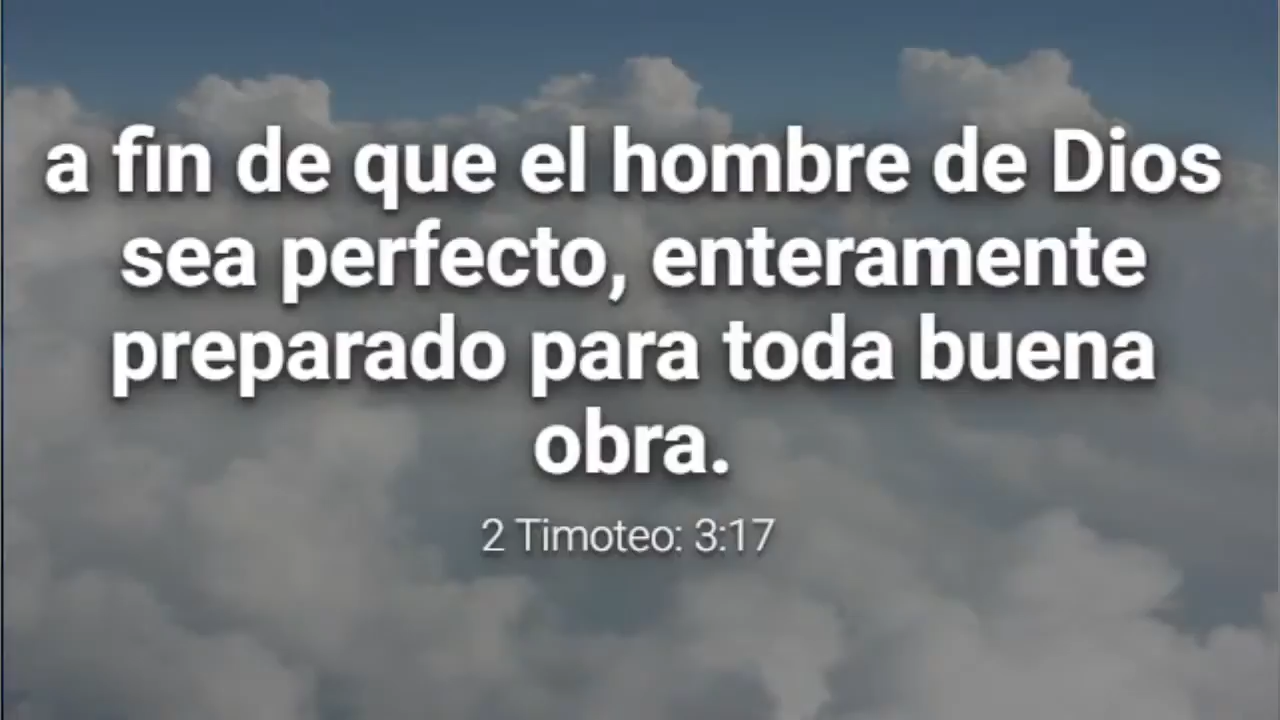 a fin de que el hombre de Dios
sea perfecto, enteramente
preparado para toda buena
obra.
2 Timoteo: 3:17